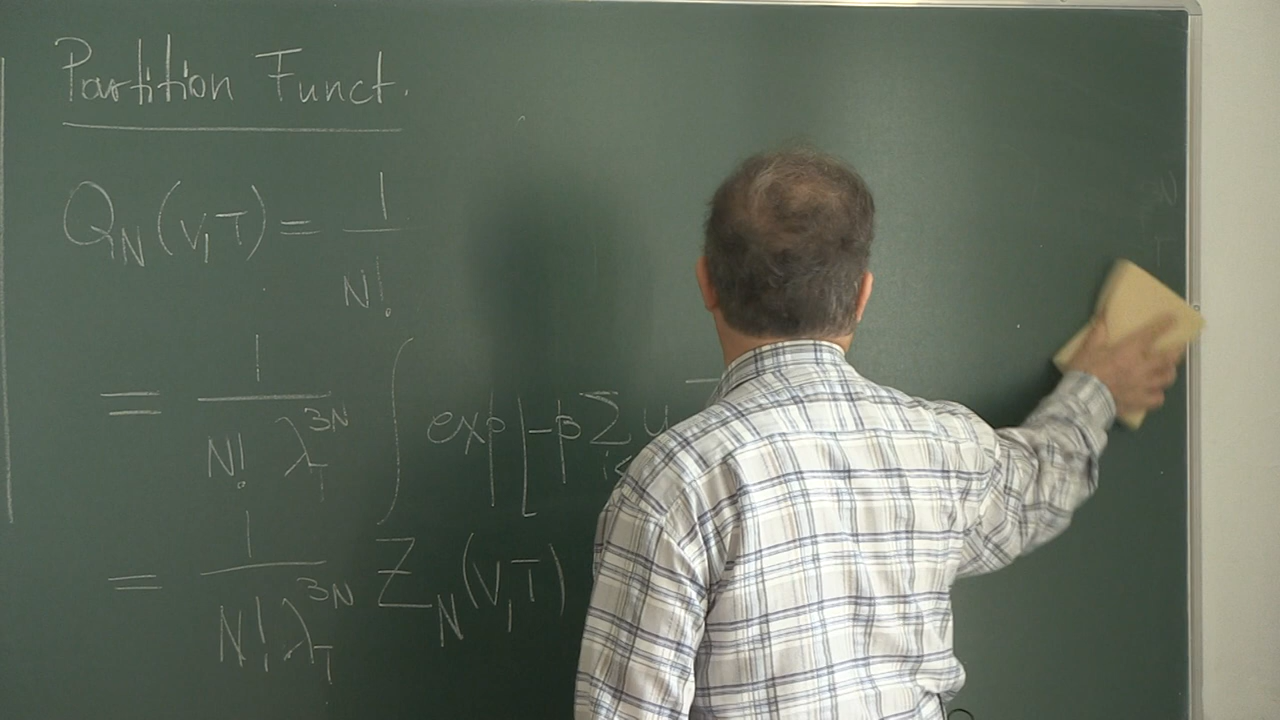 Partition Funct.
Q_N(V,T) = 1/N!
= 1/(N! λ_T^{3N}) ∫ exp[-β Σ u
= 1/(N! λ_T^{3N}) Z_N(V,T)